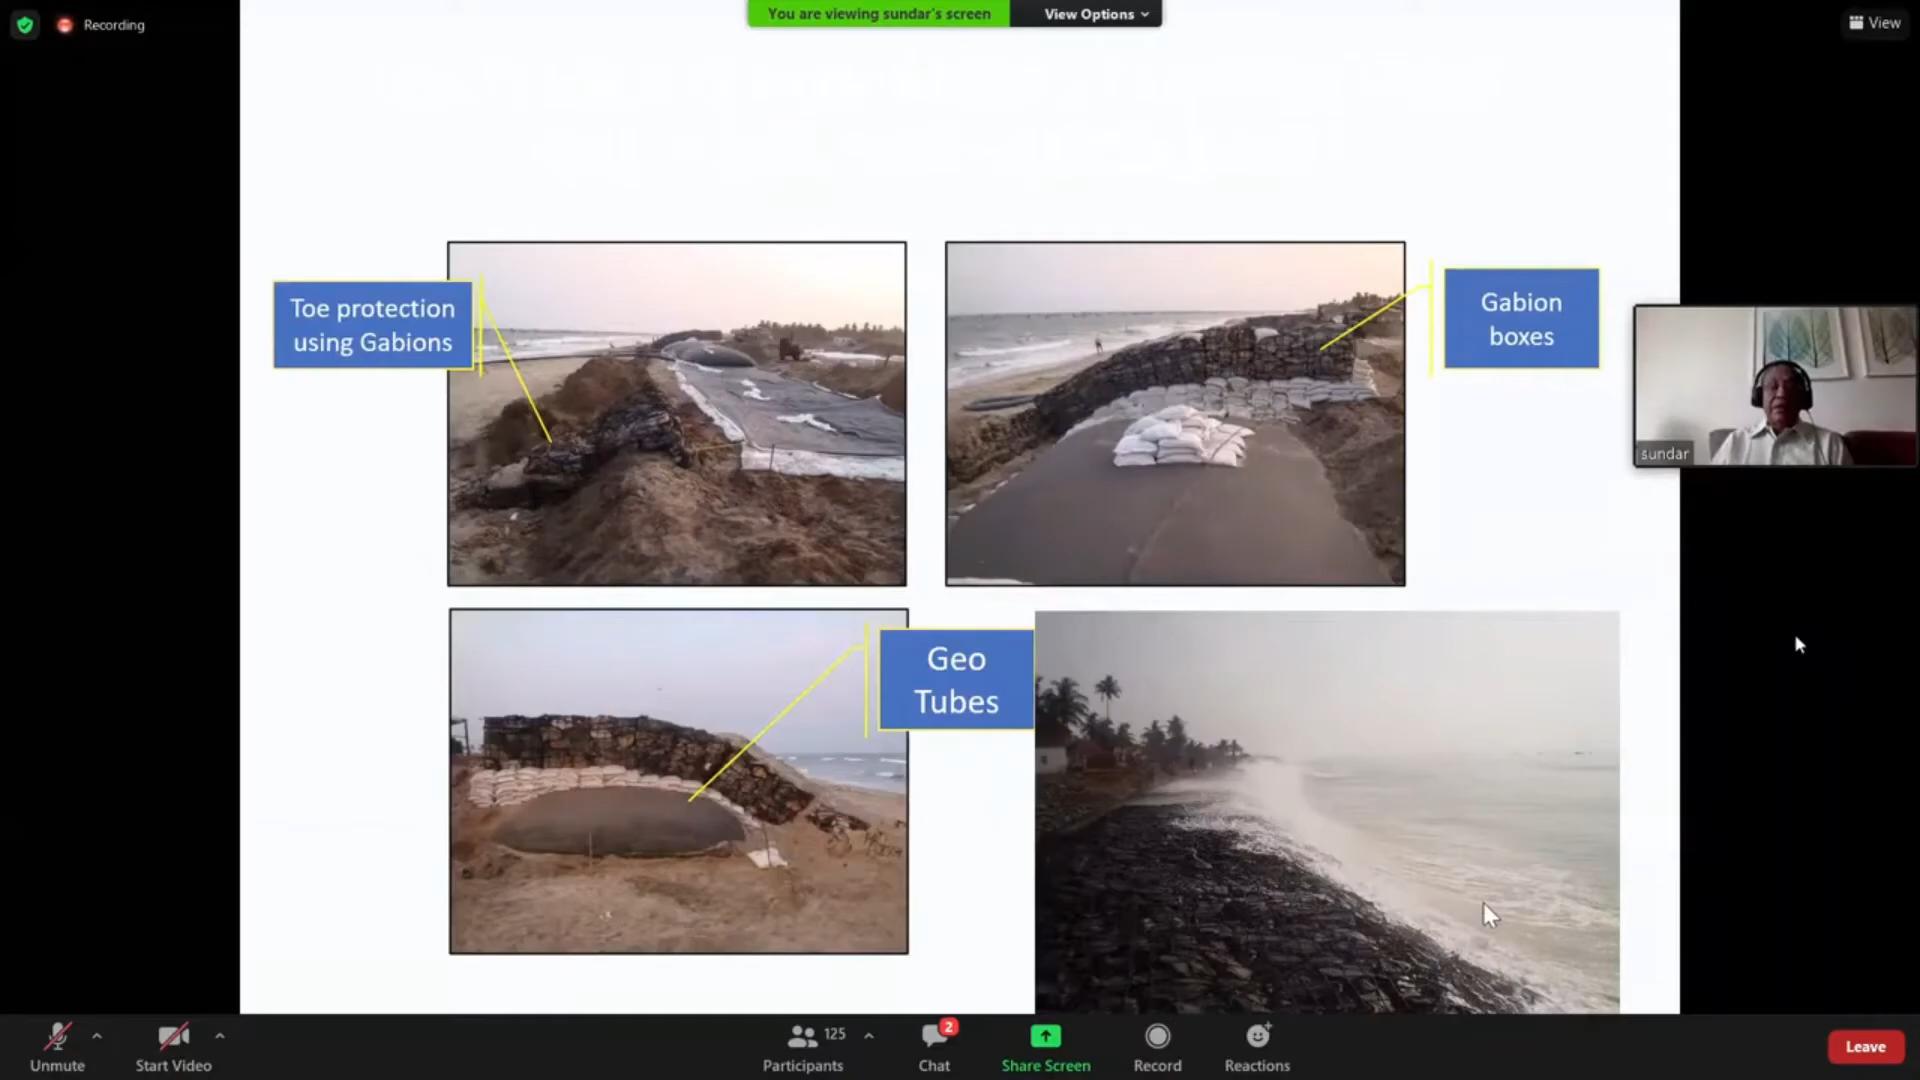 Recording
You are viewing sundar's screen
View Options
View
Toe protection
using Gabions
Gabion
boxes
sundar
Geo
Tubes
Unmute
Start Video
125
Participants
2
Chat
Share Screen
Record
Reactions
Leave